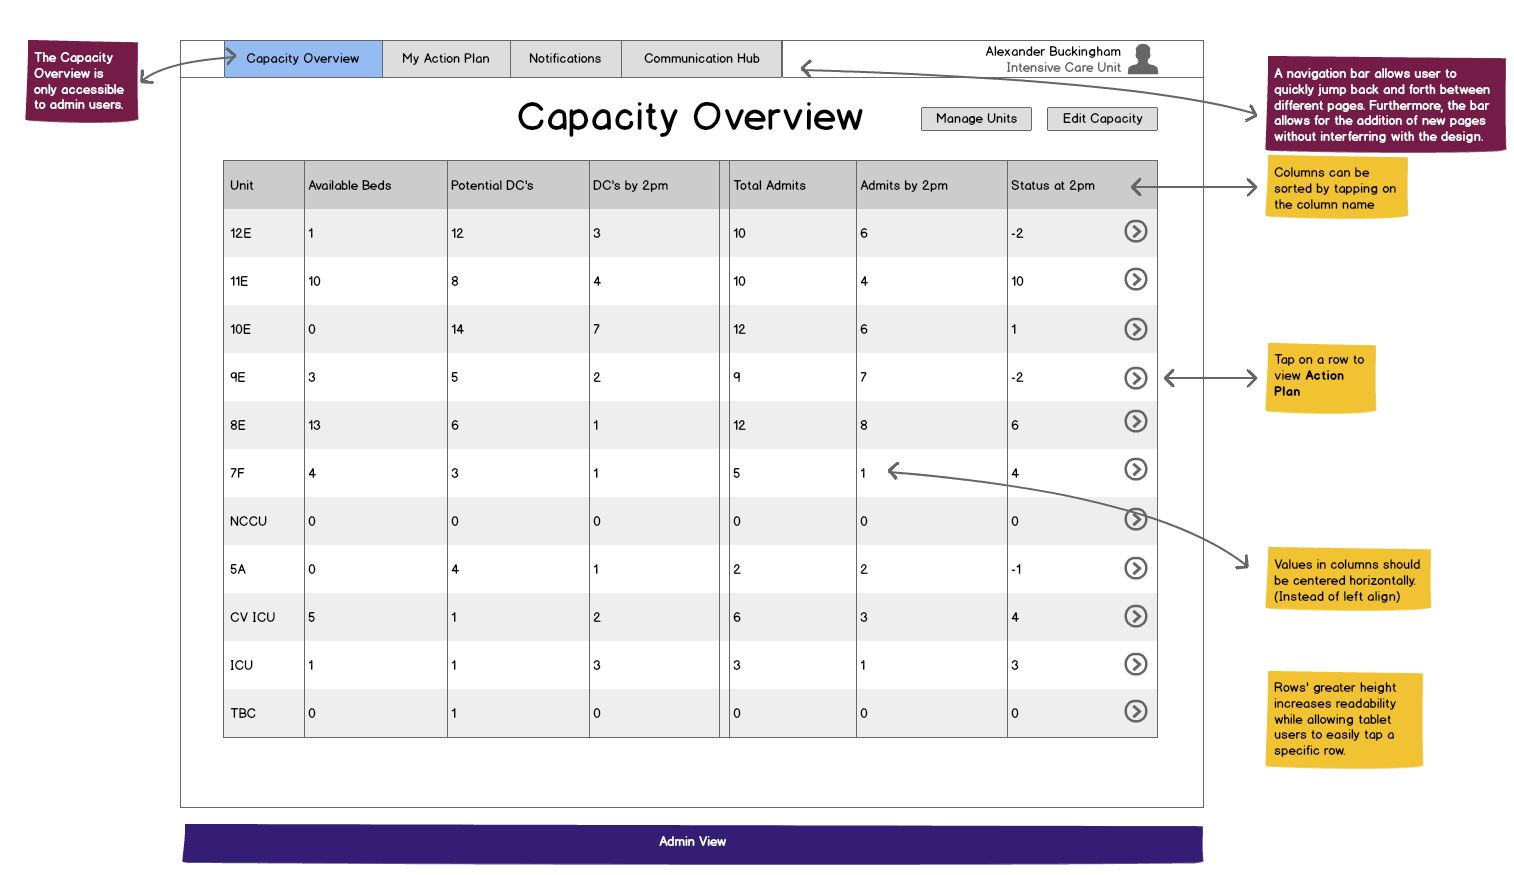 The Capacity
Overview is
only accessible
to admin users.
Capacity Overview
My Action Plan
Notifications
Communication Hub
Alexander Buckingham
Intensive Care Unit
A navigation bar allows user to
quickly jump back and forth between
different pages. Furthermore, the bar
allows for the addition of new pages
without interferring with the design.
Capacity Overview
Manage Units
Edit Capacity
Columns can be
sorted by tapping on
the column name
Unit Available Beds Potential DC's DC's by 2pm Total Admits Admits by 2pm Status at 2pm
12E 1 12 3 10 6 -2
11E 10 8 4 10 4 10
10E 0 14 7 12 6 1
9E 3 5 2 9 7 -2
8E 13 6 1 12 8 6
7F 4 3 1 5 1 4
NCCU 0 0 0 0 0 0
5A 0 4 1 2 2 -1
CV ICU 5 1 2 6 3 4
ICU 1 1 3 3 1 3
TBC 0 1 0 0 0 0
Tap on a row to
view Action
Plan
Values in columns should
be centered horizontally.
(Instead of left align)
Rows' greater height
increases readability
while allowing tablet
users to easily tap a
specific row.
Admin View